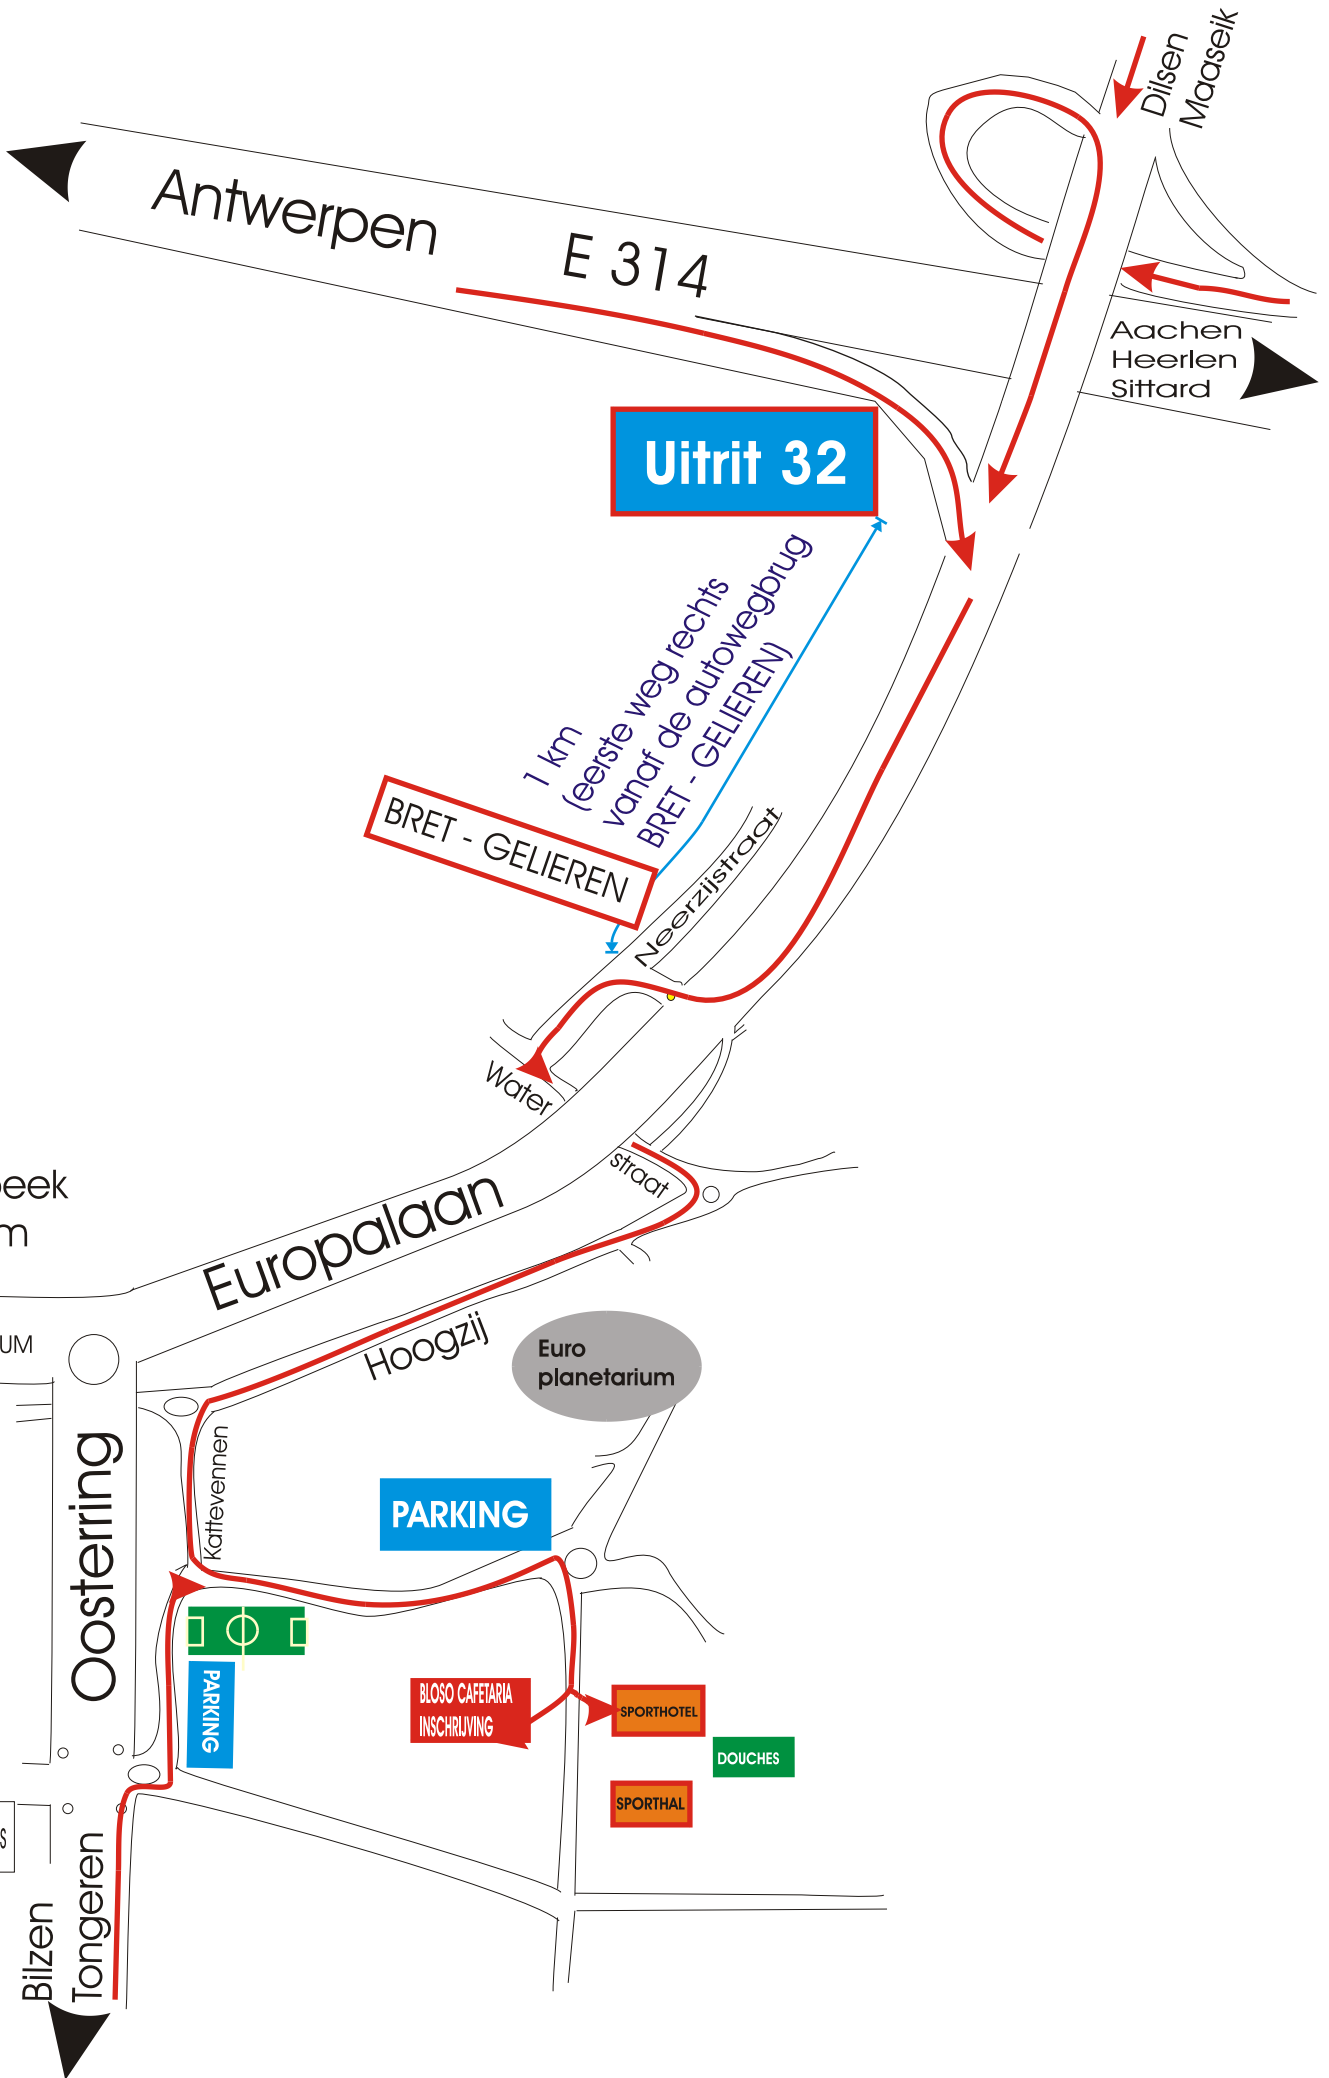 Dilsen
Maaseik
Antwerpen
E 314
Aachen
Heerlen
Sittard
Uitrit 32
1 km
(eerste weg rechts
vanaf de autowegbrug
BRET - GELIEREN)
BRET - GELIEREN
Neerzijstraat
Water
straat
Europalaan
Hoogzij
Euro
planetarium
Kattevennen
PARKING
Oosterring
PARKING
BLOSO CAFETARIA
INSCHRIJVING
SPORTHOTEL
DOUCHES
SPORTHAL
Bilzen
Tongeren
eek
m
UM
S